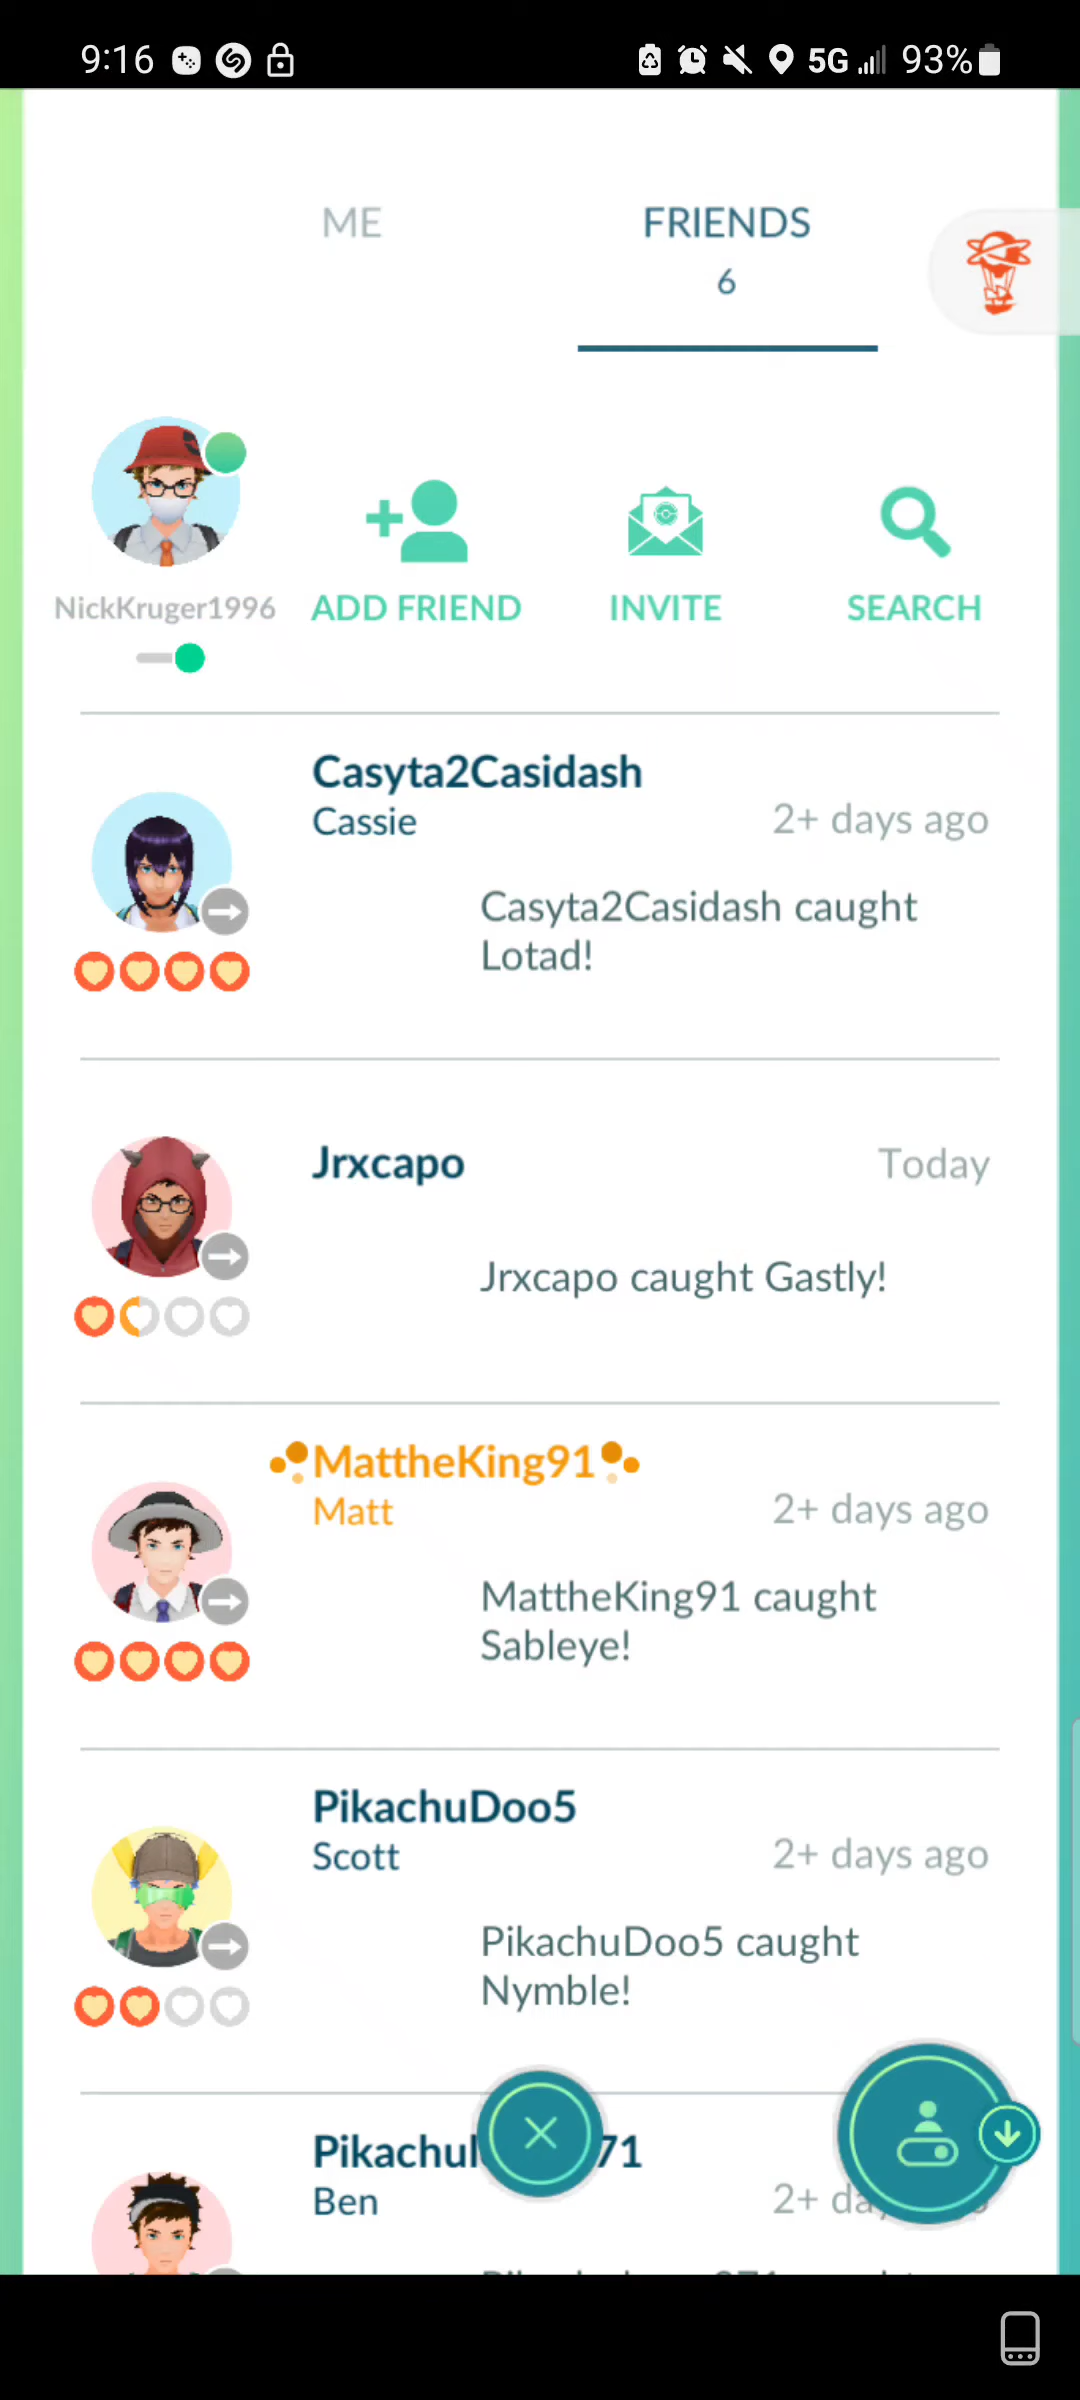 9:16
5G 93%
ME
FRIENDS
6
NickKruger1996
ADD FRIEND
INVITE
SEARCH
Casyta2Casidash
Cassie
2+ days ago
Casyta2Casidash caught
Lotad!
Jrxcapo
Today
Jrxcapo caught Gastly!
MattheKing91
Matt
2+ days ago
MattheKing91 caught
Sableye!
PikachuDoo5
Scott
2+ days ago
PikachuDoo5 caught
Nymble!
Ben
2+